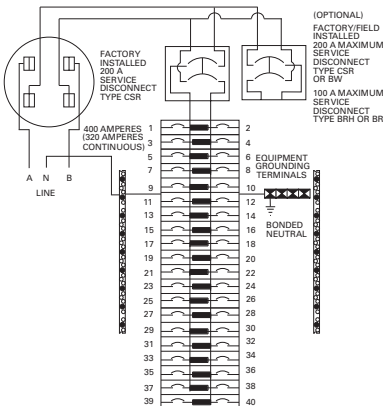 (OPTIONAL)
FACTORY/FIELD
INSTALLED
200 A MAXIMUM
SERVICE
DISCONNECT
TYPE CSR
OR BW
100 A MAXIMUM
SERVICE
DISCONNECT
TYPE BRH OR BR
FACTORY
INSTALLED
200 A
SERVICE
DISCONNECT
TYPE CSR
400 AMPERES
(320 AMPERES
CONTINUOUS)
A N B
LINE
EQUIPMENT
GROUNDING
TERMINALS
BONDED
NEUTRAL
1 2
3 4
5 6
7 8
9 10
11 12
13 14
15 16
17 18
19 20
21 22
23 24
25 26
27 28
29 30
31 32
33 34
35 36
37 38
39 40